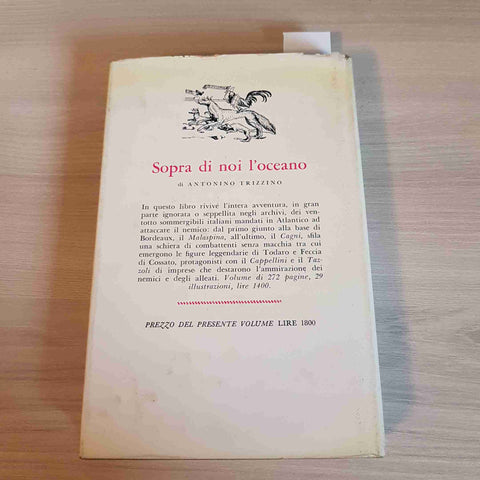 Sopra di noi l'oceano
di ANTONINO TRIZZINO
In questo libro rivive l'intera avventura, in gran
parte ignorata o seppellita negli archivi, dei ven-
totto sommergibili italiani mandati in Atlantico ad
attaccare il nemico: dal primo giunto alla base di
Bordeaux, il Malaspina, all'ultimo, il Cagni, sfila
una schiera di combattenti senza macchia tra cui
emergono le figure leggendarie di Todaro e Feccia
di Cossato, protagonisti con il Cappellini e il Taz-
zoli di imprese che destarono l'ammirazione dei
nemici e degli alleati. Volume di 272 pagine, 29
illustrazioni, lire 1400.
PREZZO DEL PRESENTE VOLUME LIRE 1800